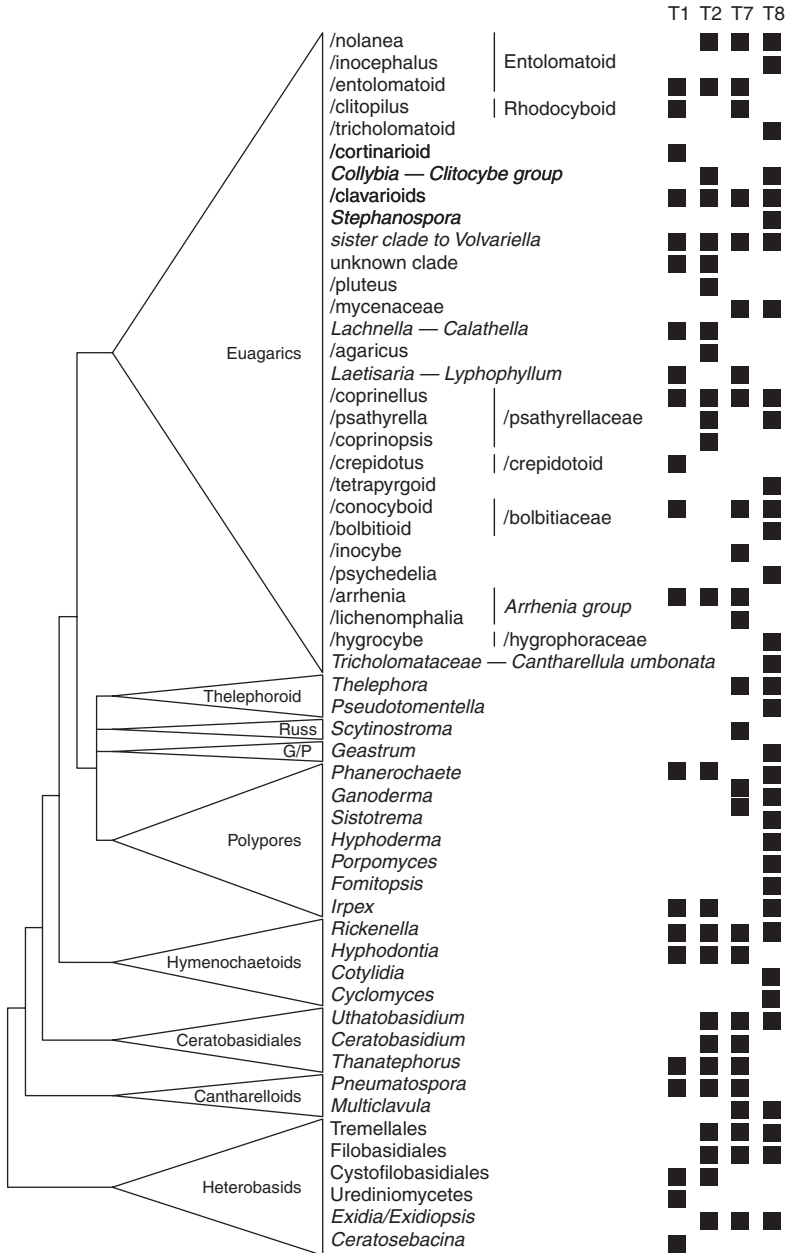 T1 T2 T7 T8
/nolanea
/inocephalus Entolomatoid
/entolomatoid
/clitopilus Rhodocyboid
/tricholomatoid
/cortinarioid
Collybia — Clitocybe group
/clavarioids
Stephanospora
sister clade to Volvariella
unknown clade
/pluteus
/mycenaceae
Lachnella — Calathella
Euagarics /agaricus
Laetisaria — Lyphophyllum
/coprinellus
/psathyrella /psathyrellaceae
/coprinopsis
/crepidotus /crepidotoid
/tetrapyrgoid
/conocyboid
/bolbitioid /bolbitiaceae
/inocybe
/psychedelia
/arrhenia
/lichenomphalia Arrhenia group
/hygrocybe /hygrophoraceae
Tricholomataceae — Cantharellula umbonata
Thelephoroid Thelephora
Pseudotomentella
Russ Scytinostroma
G/P Geastrum
Phanerochaete
Ganoderma
Sistotrema
Polypores Hyphoderma
Porpomyces
Fomitopsis
Irpex
Rickenella
Hyphodontia
Hymenochaetoids Cotylidia
Cyclomyces
Uthatobasidium
Ceratobasidiales Ceratobasidium
Thanatephorus
Pneumatospora
Cantharelloids Multiclavula
Tremellales
Filobasidiales
Cystofilobasidiales
Heterobasids Urediniomycetes
Exidia/Exidiopsis
Ceratosebacina